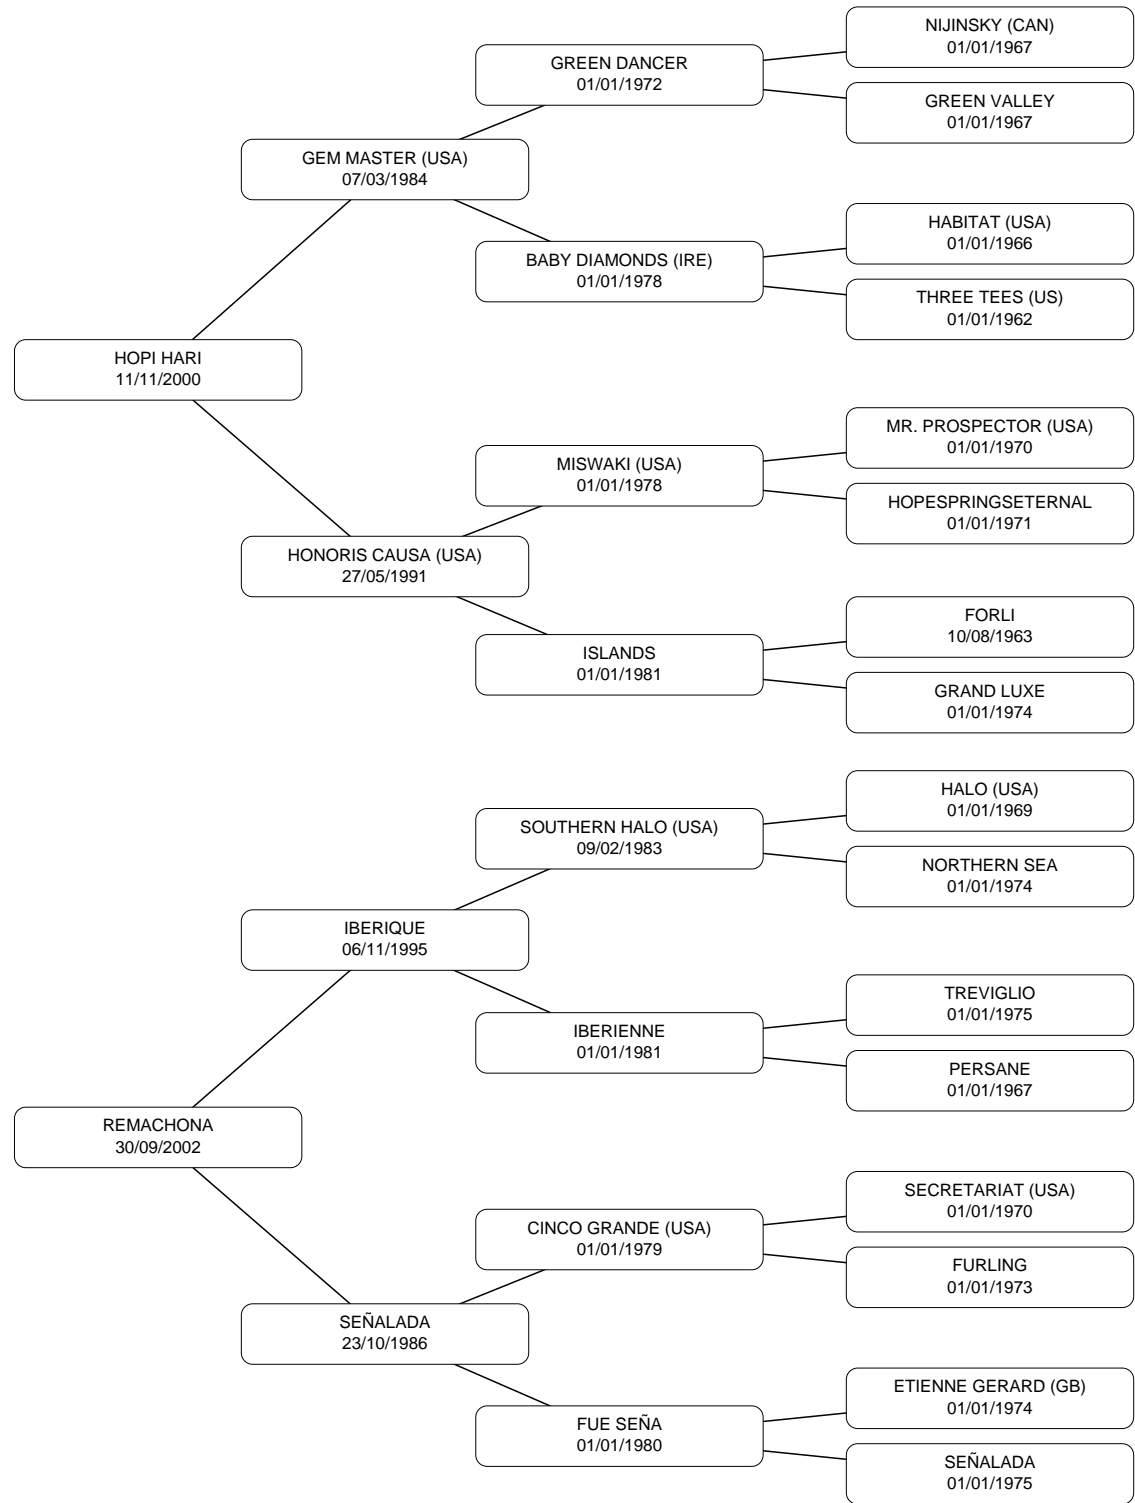 NIJINSKY (CAN)
01/01/1967
GREEN DANCER
01/01/1972
GREEN VALLEY
01/01/1967
GEM MASTER (USA)
07/03/1984
HABITAT (USA)
01/01/1966
BABY DIAMONDS (IRE)
01/01/1978
THREE TEES (US)
01/01/1962
HOPI HARI
11/11/2000
MR. PROSPECTOR (USA)
01/01/1970
MISWAKI (USA)
01/01/1978
HOPESPRINGSETERNAL
01/01/1971
HONORIS CAUSA (USA)
27/05/1991
FORLI
10/08/1963
ISLANDS
01/01/1981
GRAND LUXE
01/01/1974
HALO (USA)
01/01/1969
SOUTHERN HALO (USA)
09/02/1983
NORTHERN SEA
01/01/1974
IBERIQUE
06/11/1995
TREVIGLIO
01/01/1975
IBERIENNE
01/01/1981
PERSANE
01/01/1967
REMACHONA
30/09/2002
SECRETARIAT (USA)
01/01/1970
CINCO GRANDE (USA)
01/01/1979
FURLING
01/01/1973
SEÑALADA
23/10/1986
ETIENNE GERARD (GB)
01/01/1974
FUE SEÑA
01/01/1980
SEÑALADA
01/01/1975